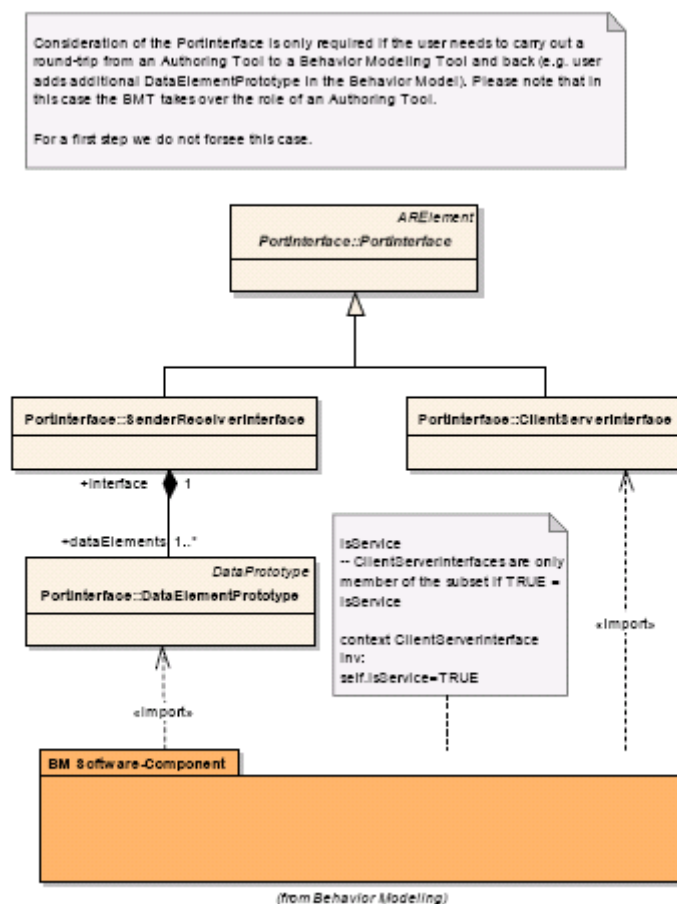 Consideration of the PortInterface is only required if the user needs to carry out a
round-trip from an Authoring Tool to a Behavior Modeling Tool and back (e.g. user
adds additional DataElementPrototype in the Behavior Model). Please note that in
this case the BMT takes over the role of an Authoring Tool.
For a first step we do not forsee this case.
ARElement
PortInterface::PortInterface
PortInterface::SenderReceiverInterface
PortInterface::ClientServerInterface
+interface 1
+dataElements 1..*
DataPrototype
PortInterface::DataElementPrototype
isService
-- ClientServerInterfaces are only
member of the subset if TRUE =
isService
context ClientServerInterface
inv:
self.isService=TRUE
«import»
«import»
BM Software-Component
(from Behavior Modeling)